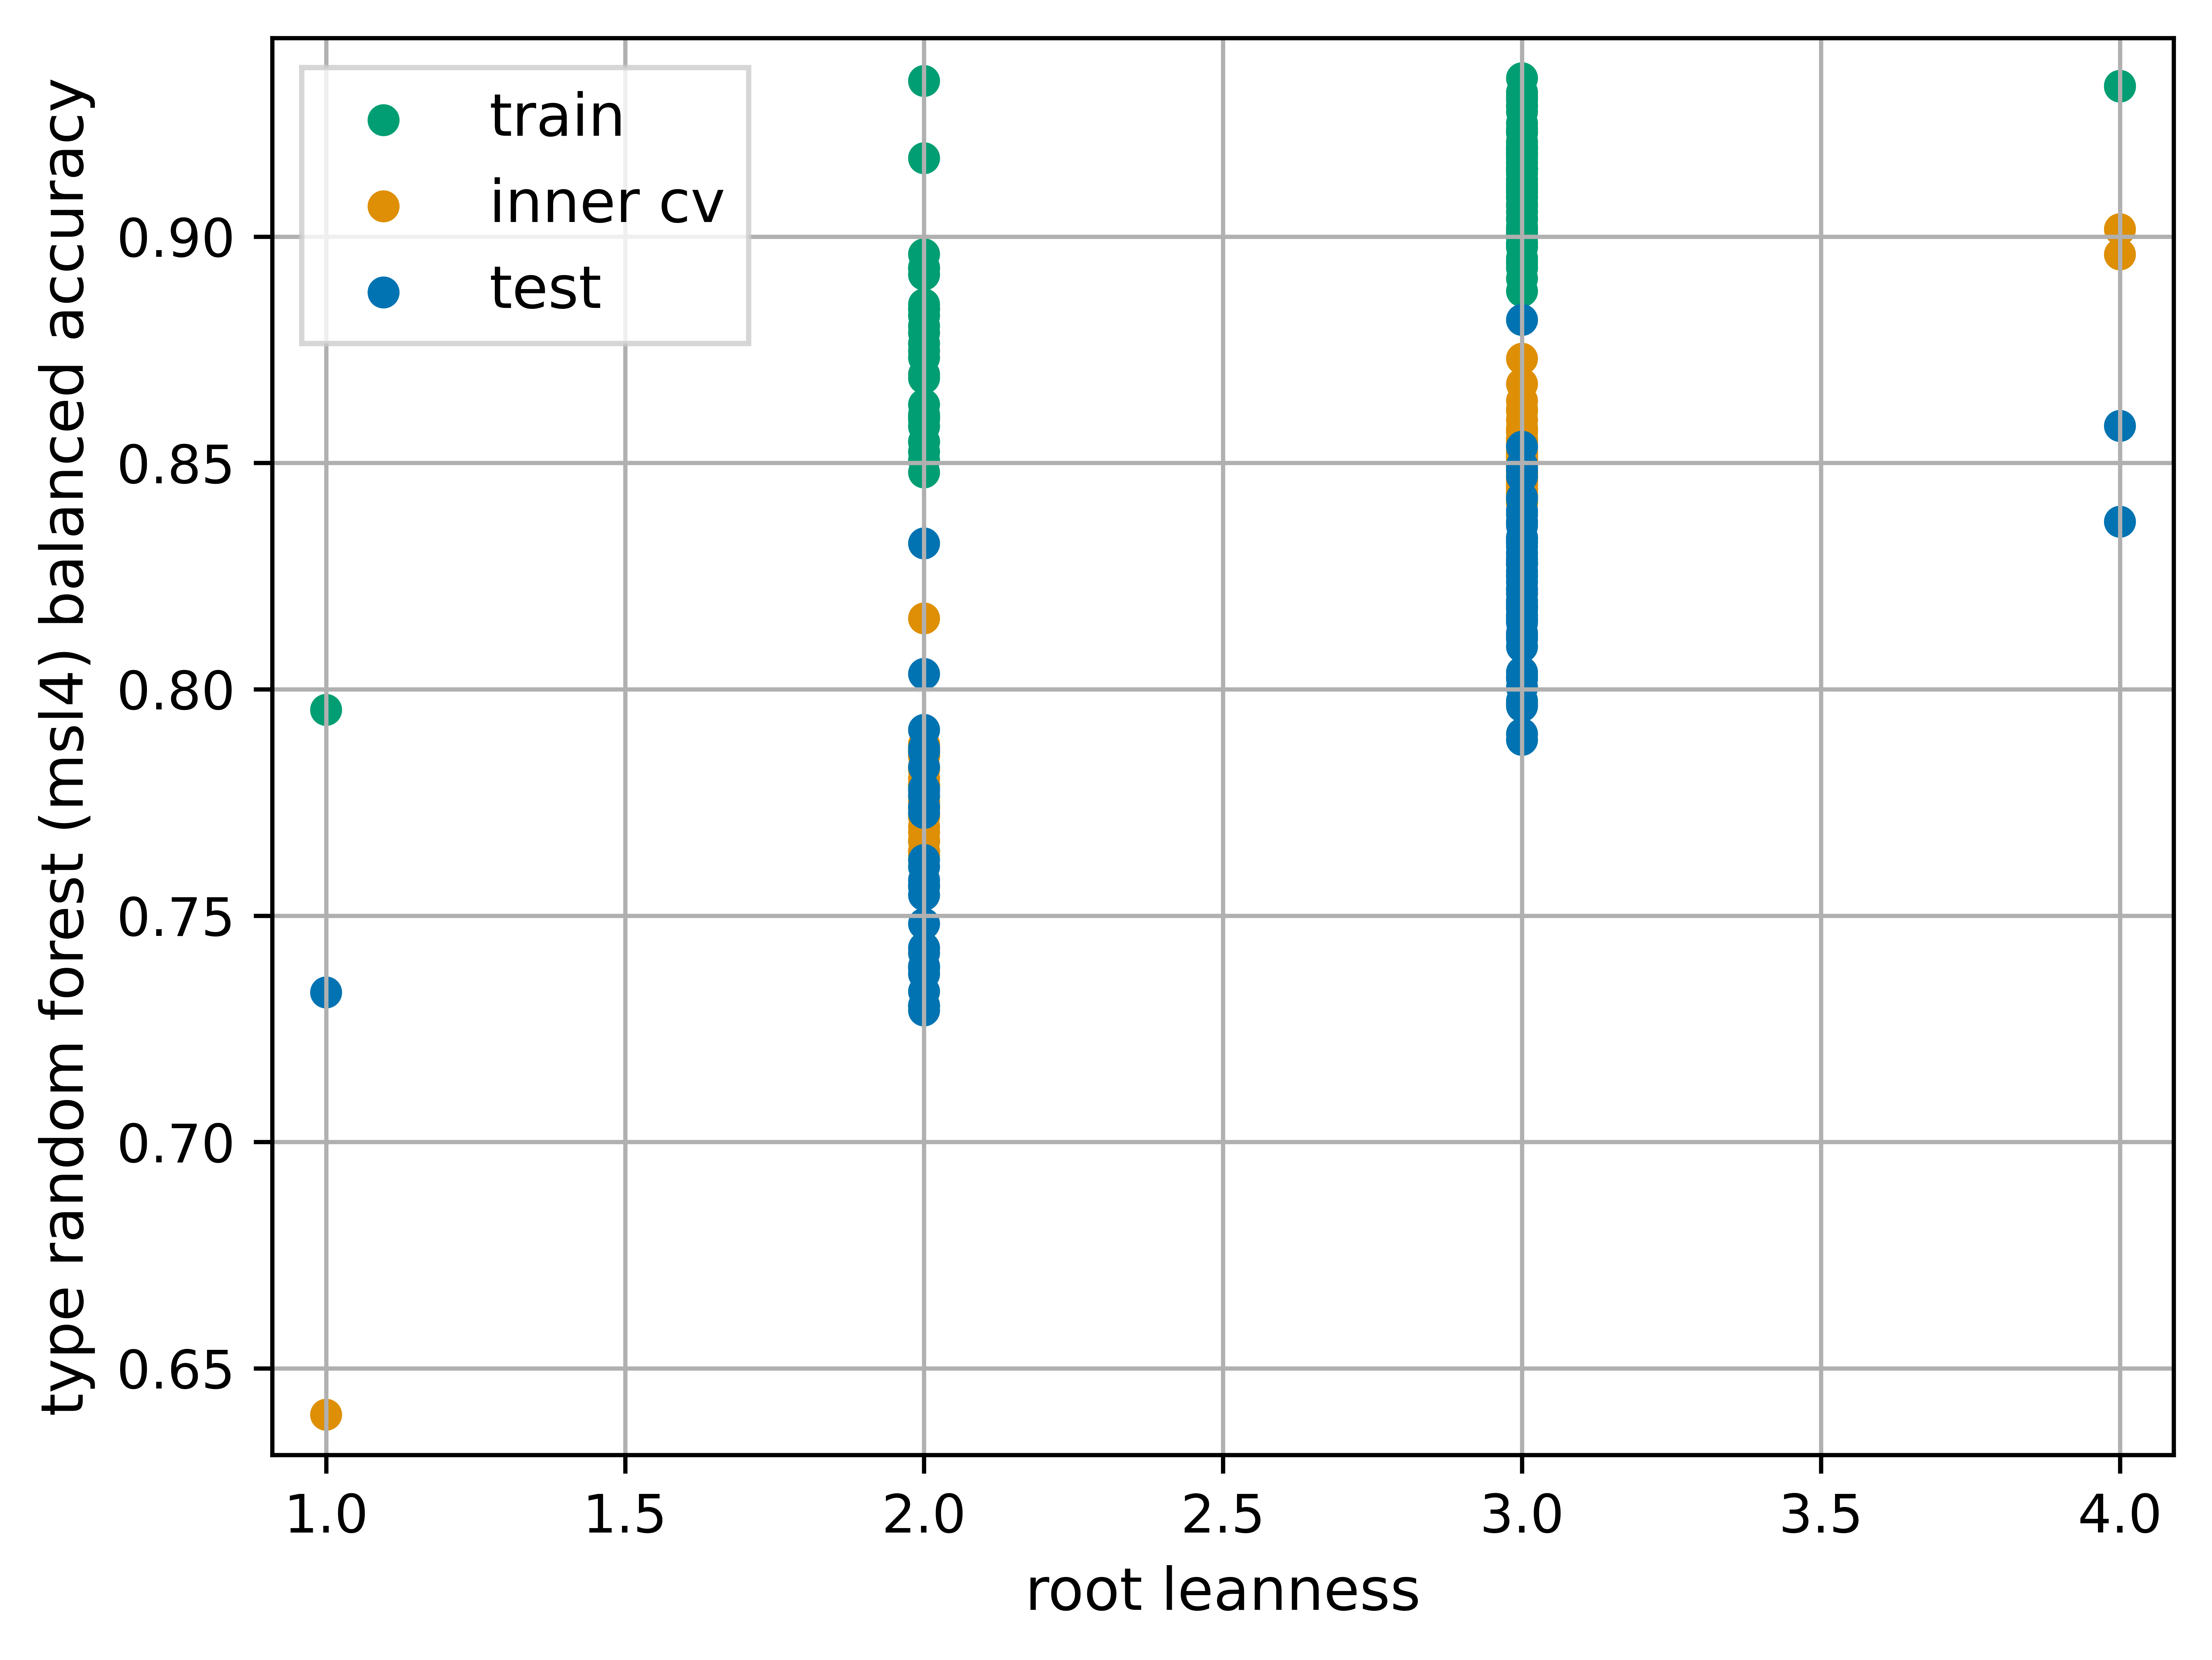 train
inner cv
test
type random forest (msl4) balanced accuracy
0.90
0.85
0.80
0.75
0.70
0.65
1.0 1.5 2.0 2.5 3.0 3.5 4.0
root leanness